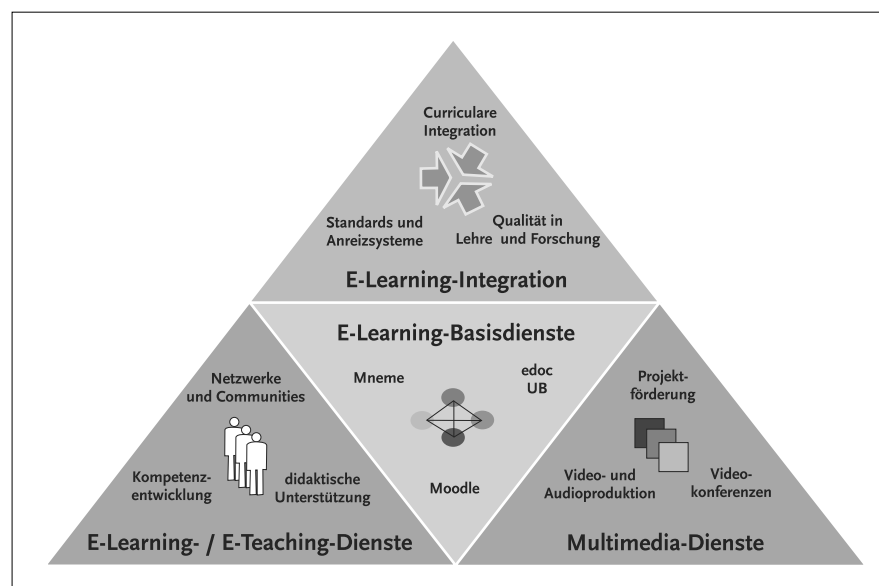 Curriculare
Integration
Standards und
Anreizsysteme
Qualität in
Lehre und Forschung
E-Learning-Integration
E-Learning-Basisdienste
Mneme
edoc
UB
Moodle
Netzwerke
und Communities
Kompetenz-
entwicklung
didaktische
Unterstützung
E-Learning- / E-Teaching-Dienste
Projekt-
förderung
Video- und
Audioproduktion
Video-
konferenzen
Multimedia-Dienste